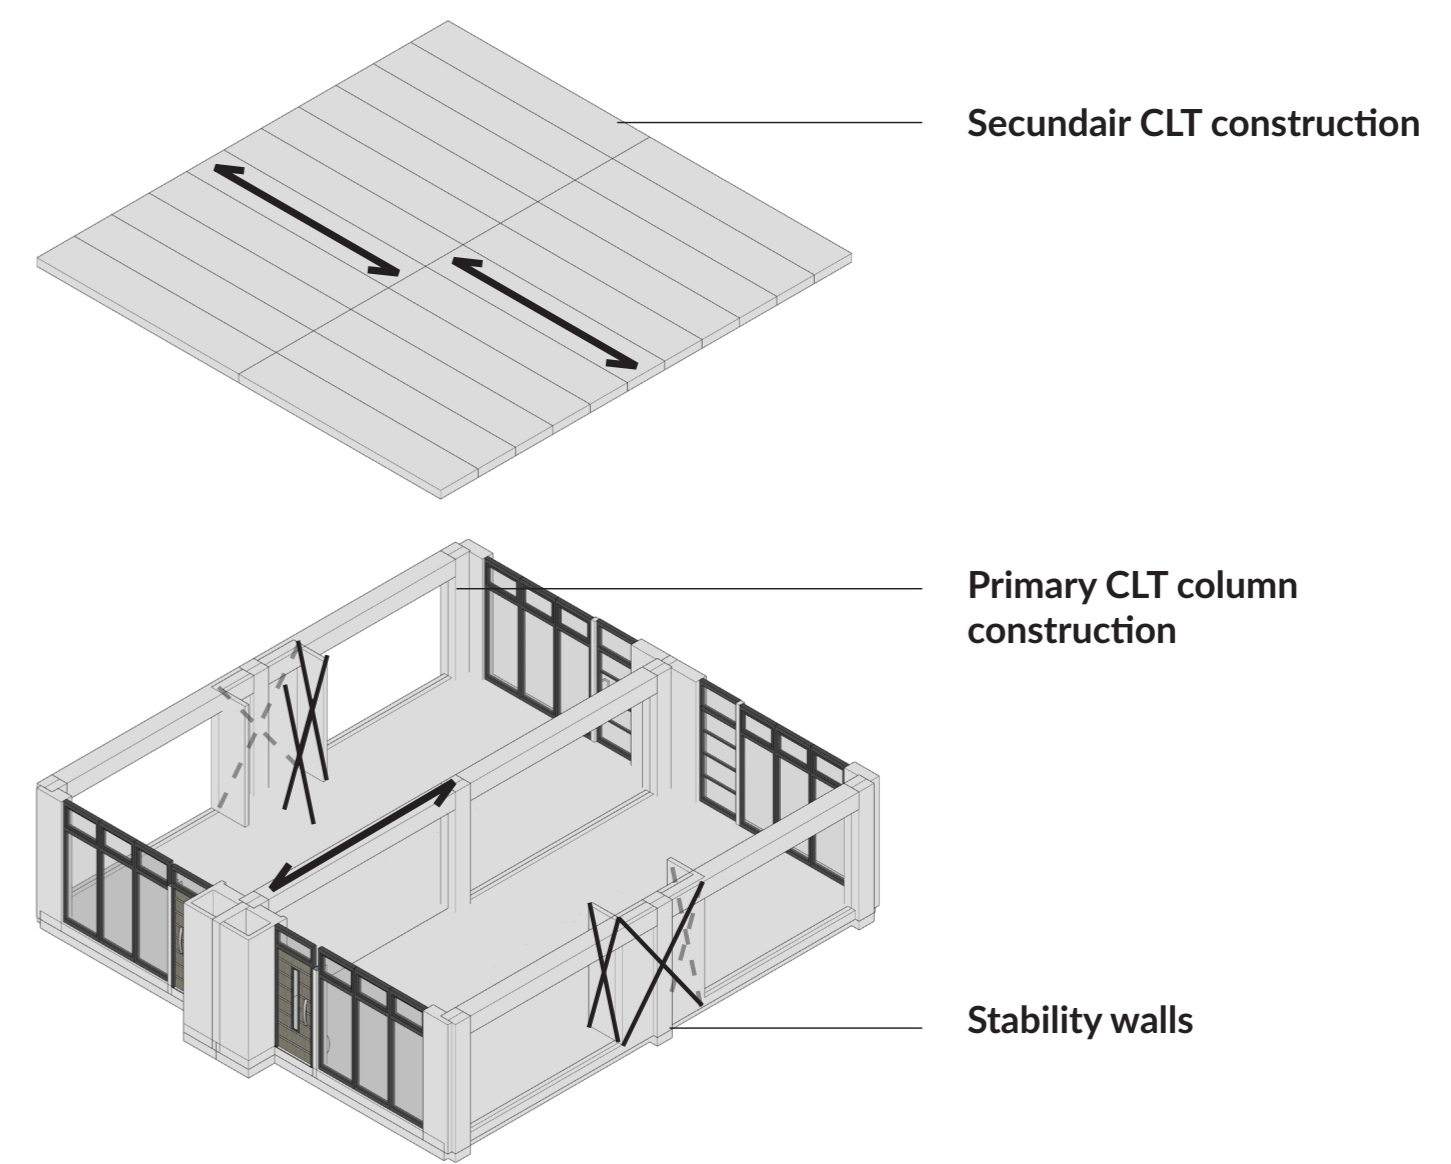 Secundair CLT construction
Primary CLT column
construction
Stability walls